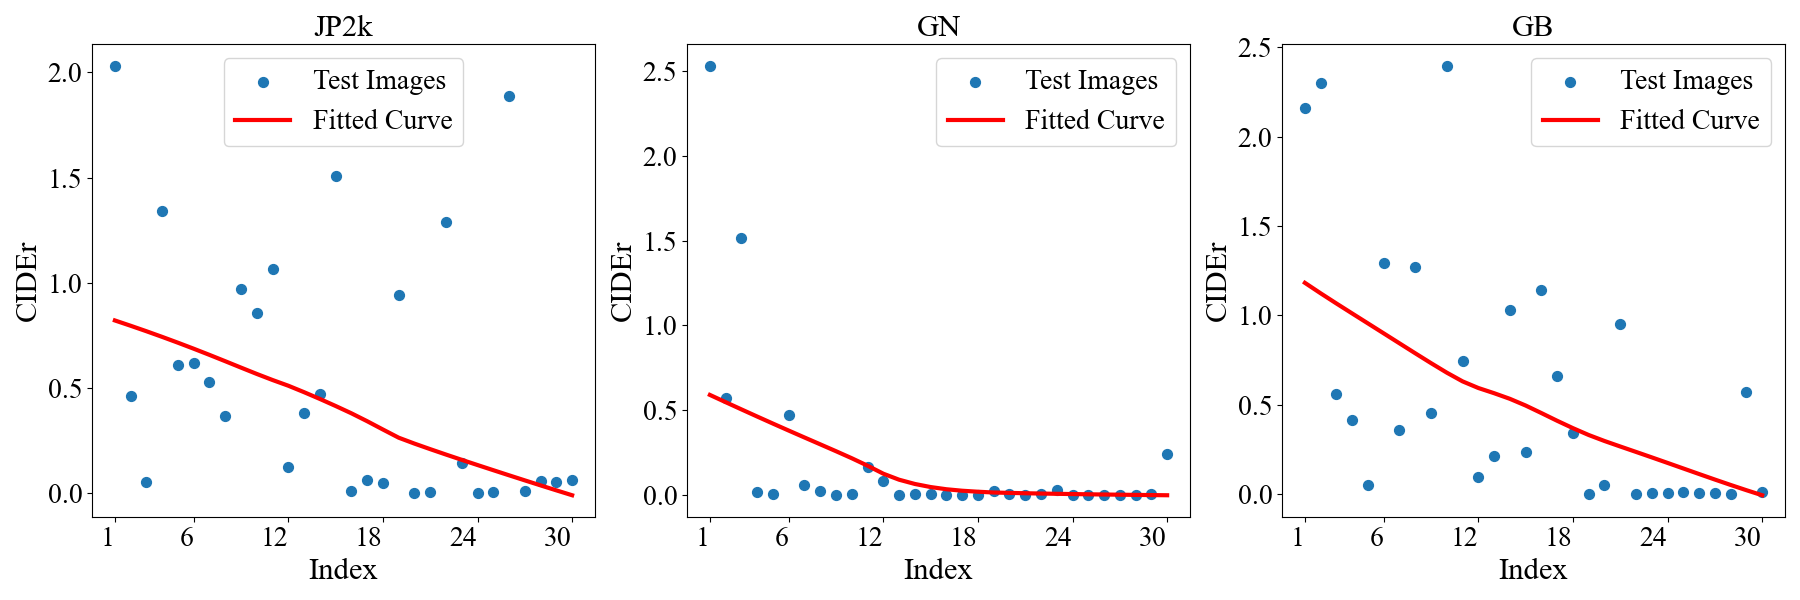 JP2k
2.0
1.5
1.0
0.5
0.0
CIDEr
Test Images
Fitted Curve
1 6 12 18 24 30
Index
GN
2.5
2.0
1.5
1.0
0.5
0.0
CIDEr
Test Images
Fitted Curve
1 6 12 18 24 30
Index
GB
2.5
2.0
1.5
1.0
0.5
0.0
CIDEr
Test Images
Fitted Curve
1 6 12 18 24 30
Index